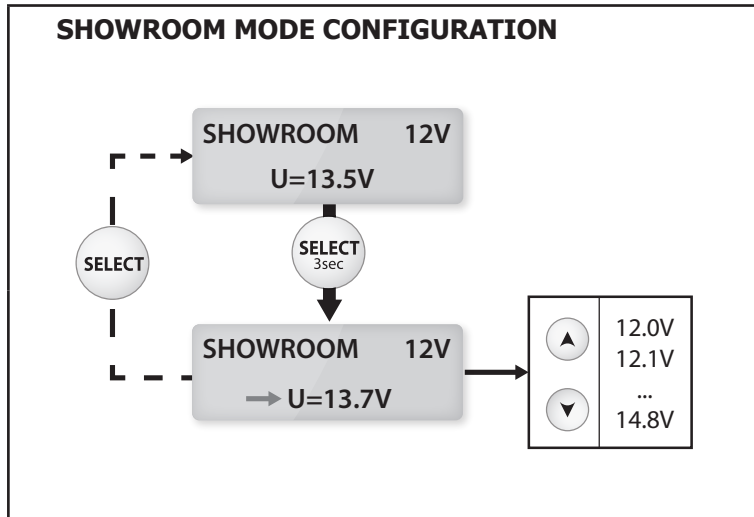 SHOWROOM MODE CONFIGURATION
SHOWROOM 12V
U=13.5V
SELECT
SELECT
3sec
SHOWROOM 12V
→ U=13.7V
12.0V
12.1V
...
14.8V